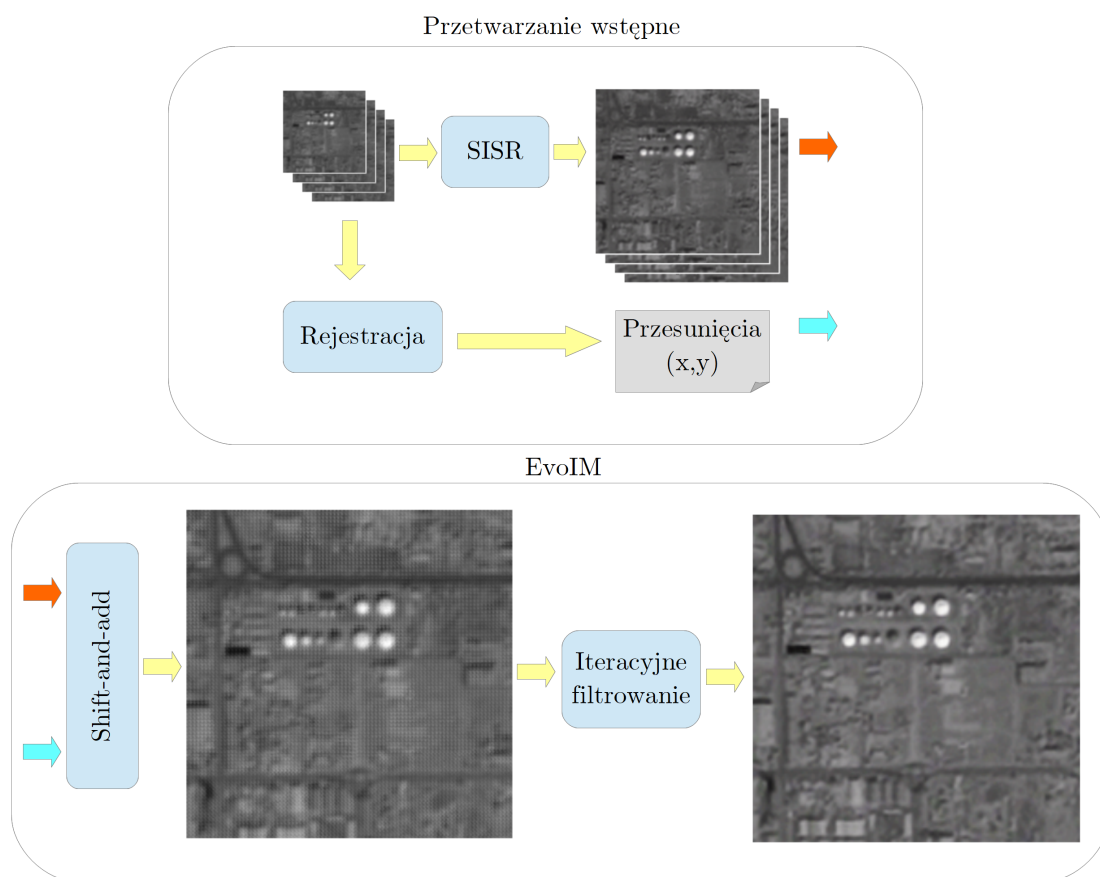 Przetwarzanie wstępne
SISR
Rejestracja
Przesunięcia
(x,y)
EvoIM
Shift-and-add
Iteracyjne
filtrowanie